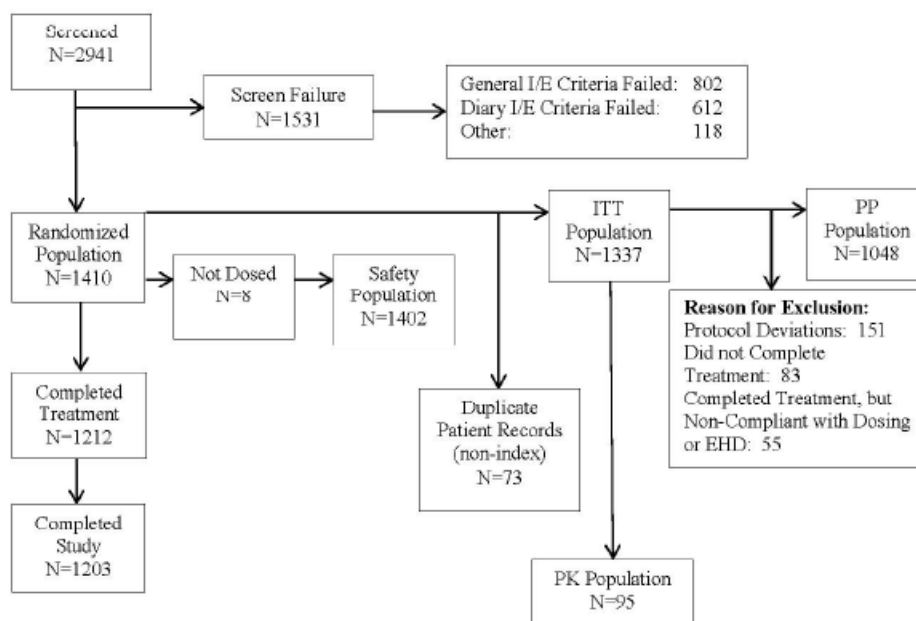 Screened
N=2941
Screen Failure
N=1531
General I/E Criteria Failed: 802
Diary I/E Criteria Failed: 612
Other: 118
Randomized
Population
N=1410
Not Dosed
N=8
Safety
Population
N=1402
ITT
Population
N=1337
PP
Population
N=1048
Reason for Exclusion:
Protocol Deviations: 151
Did not Complete
Treatment: 83
Completed Treatment, but
Non-Compliant with Dosing
or EHD: 55
Completed
Treatment
N=1212
Duplicate
Patient Records
(non-index)
N=73
Completed
Study
N=1203
PK Population
N=95